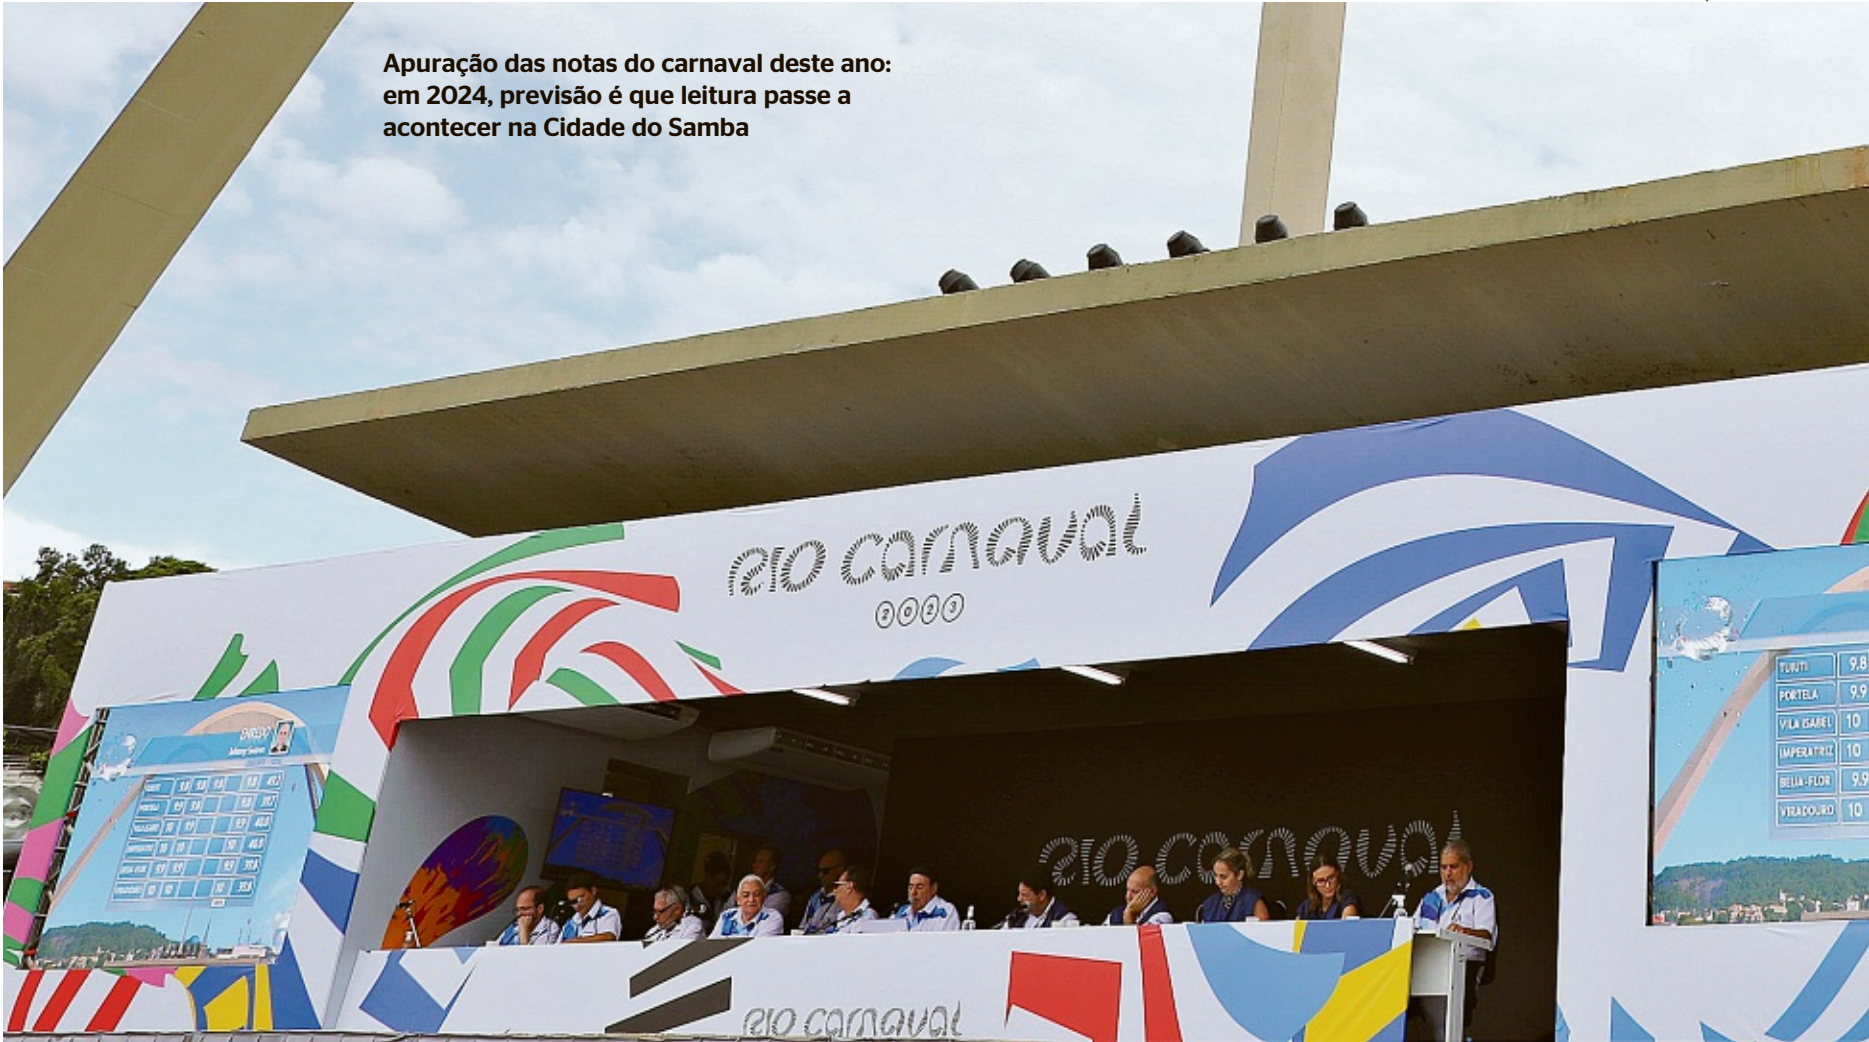 Apuração das notas do carnaval deste ano:
em 2024, previsão é que leitura passe a
acontecer na Cidade do Samba
RIO CARNAVAL
2023
ENREDO
TUIUTI 9.8
PORTELA 9.9
VILA ISABEL 10
IMPERATRIZ 10
BEIJA-FLOR 9.9
VIRADOURO 10
RIO CARNAVAL
RIO CARNAVAL